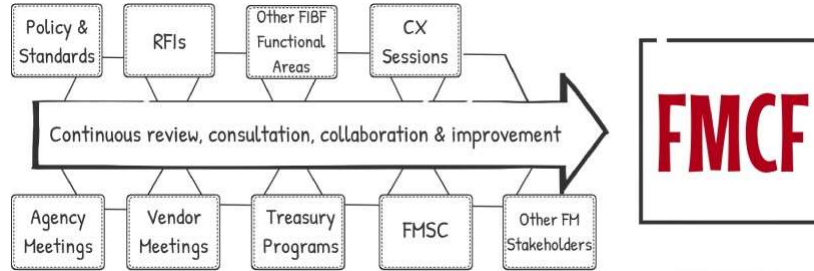 Policy &
Standards
RFIs
Other FIBF
Functional
Areas
CX
Sessions
Continuous review, consultation, collaboration & improvement
FMCF
Agency
Meetings
Vendor
Meetings
Treasury
Programs
FMSC
Other FM
Stakeholders